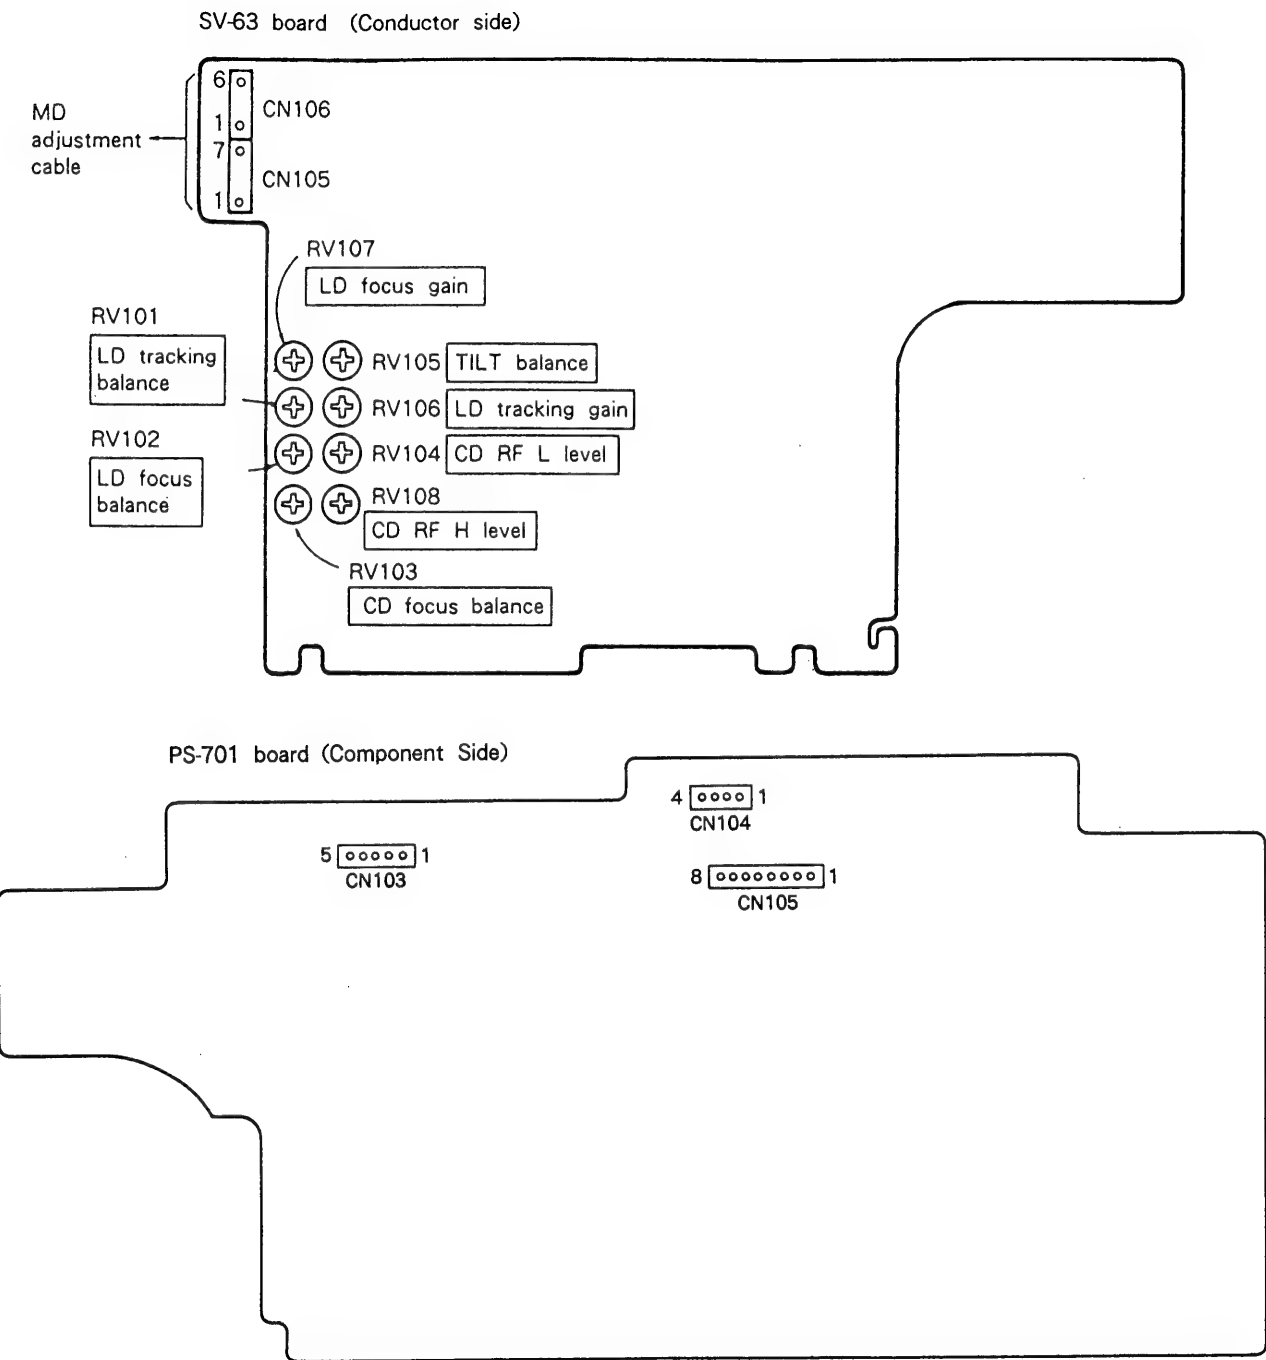 SV-63 board (Conductor side)
MD
adjustment
cable
6
1
CN106
7
1
CN105
RV107
LD focus gain
RV101
LD tracking
balance
RV105 TILT balance
RV106 LD tracking gain
RV102
LD focus
balance
RV104 CD RF L level
RV108
CD RF H level
RV103
CD focus balance
PS-701 board (Component Side)
4 1
CN104
5 1
CN103
8 1
CN105